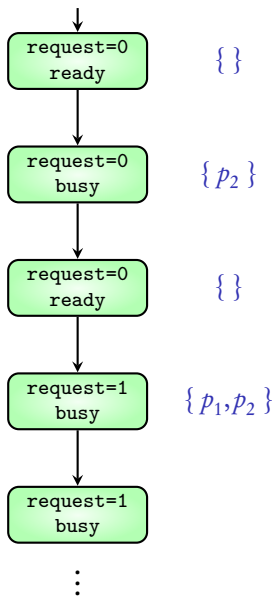 request=0
ready
{ }
request=0
busy
{ p₂ }
request=0
ready
{ }
request=1
busy
{ p₁, p₂ }
request=1
busy
⋮